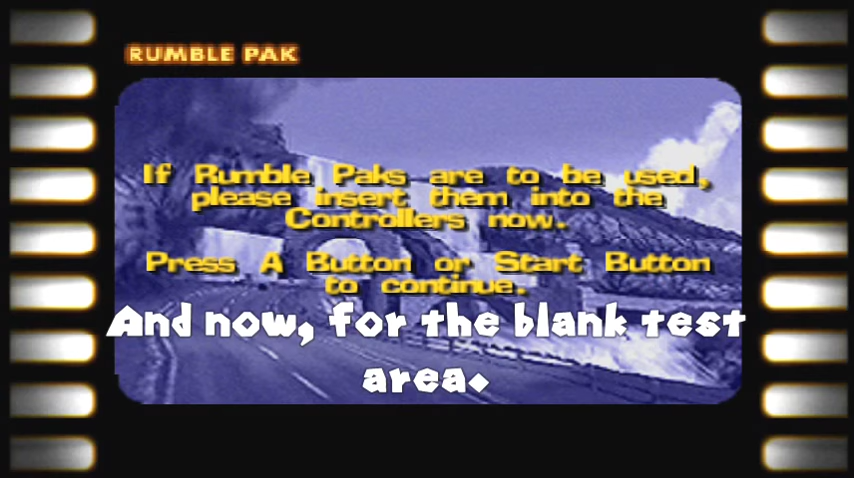 RUMBLE PAK
If Rumble Paks are to be used,
please insert them into the
Controllers now.
Press A Button or Start Button
to continue.
And now, for the blank test
area.